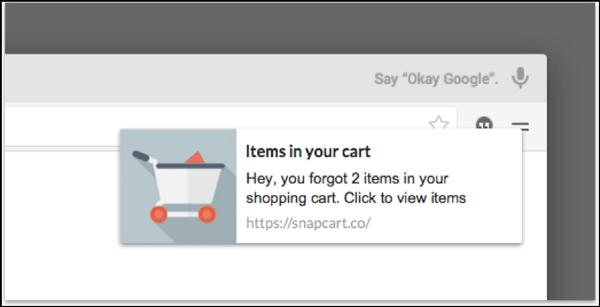 Say "Okay Google".
Items in your cart
Hey, you forgot 2 items in your
shopping cart. Click to view items
https://snapcart.co/